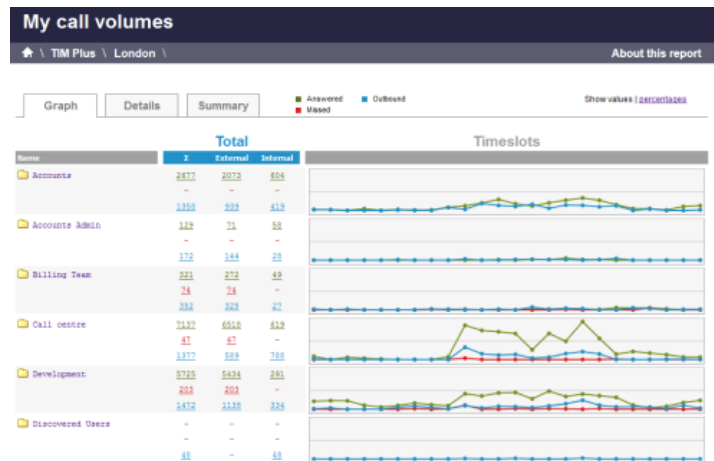 My call volumes
\ TIM Plus \ London \ About this report
Graph Details Summary Answered Outbound Missed Show values | percentages
Total Timeslots
Name Σ External Internal
Accounts 2477 2073 404
- - -
1358 939 419
Accounts Admin 129 71 58
- - -
172 144 28
Billing Team 321 272 49
74 74 -
352 325 27
Call centre 7137 6518 619
47 47 -
1377 589 788
Development 5725 5434 291
203 203 -
1472 1138 334
Discovered Users - - -
- - -
48 - 48